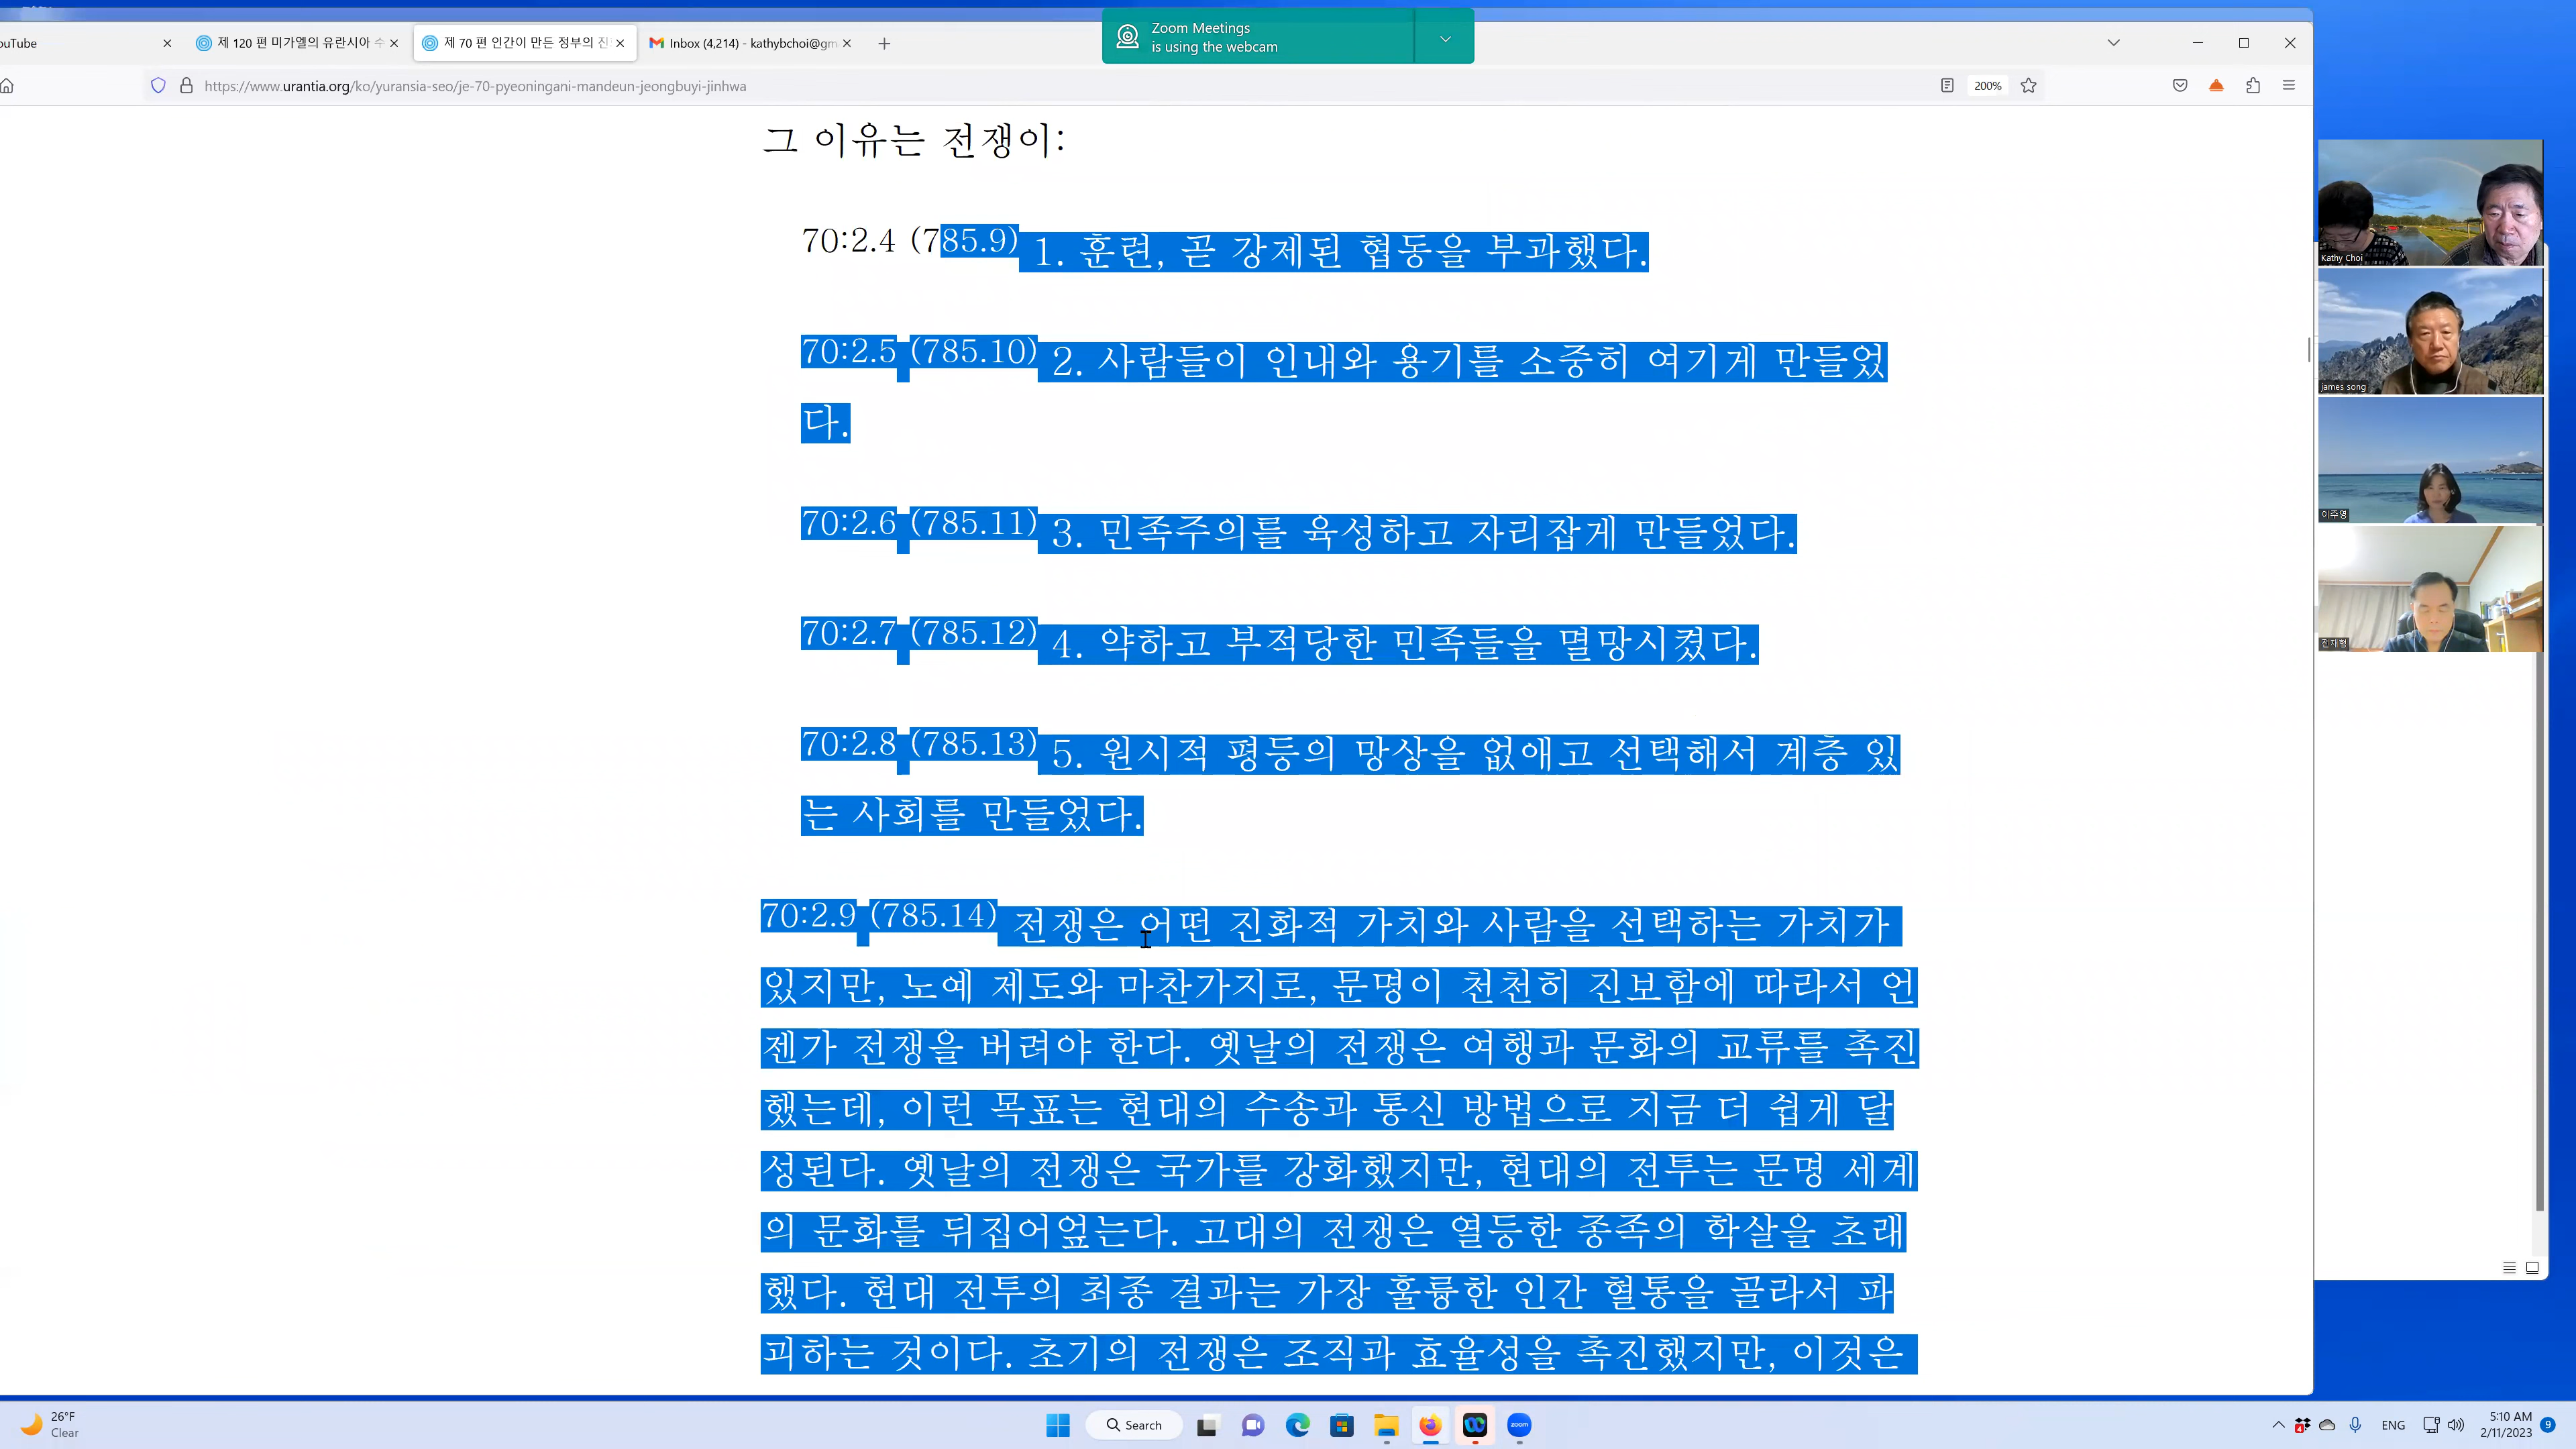 ouTube
제 120 편 미가엘의 유란시아 수
제 70 편 인간이 만든 정부의 진
Inbox (4,214) - kathybchoi@gm
Zoom Meetings
is using the webcam
https://www.urantia.org/ko/yuransia-seo/je-70-pyeoningani-mandeun-jeongbuyi-jinhwa
200%
그 이유는 전쟁이:
70:2.4 (785.9) 1. 훈련, 곧 강제된 협동을 부과했다.
70:2.5 (785.10) 2. 사람들이 인내와 용기를 소중히 여기게 만들었
다.
70:2.6 (785.11) 3. 민족주의를 육성하고 자리잡게 만들었다.
70:2.7 (785.12) 4. 약하고 부적당한 민족들을 멸망시켰다.
70:2.8 (785.13) 5. 원시적 평등의 망상을 없애고 선택해서 계층 있
는 사회를 만들었다.
70:2.9 (785.14) 전쟁은 어떤 진화적 가치와 사람을 선택하는 가치가
있지만, 노예 제도와 마찬가지로, 문명이 천천히 진보함에 따라서 언
젠가 전쟁을 버려야 한다. 옛날의 전쟁은 여행과 문화의 교류를 촉진
했는데, 이런 목표는 현대의 수송과 통신 방법으로 지금 더 쉽게 달
성된다. 옛날의 전쟁은 국가를 강화했지만, 현대의 전투는 문명 세계
의 문화를 뒤집어엎는다. 고대의 전쟁은 열등한 종족의 학살을 초래
했다. 현대 전투의 최종 결과는 가장 훌륭한 인간 혈통을 골라서 파
괴하는 것이다. 초기의 전쟁은 조직과 효율성을 촉진했지만, 이것은
Kathy Choi
james song
이주영
전재형
26°F
Clear
Search
zoom
4
ENG
5:10 AM
2/11/2023
9